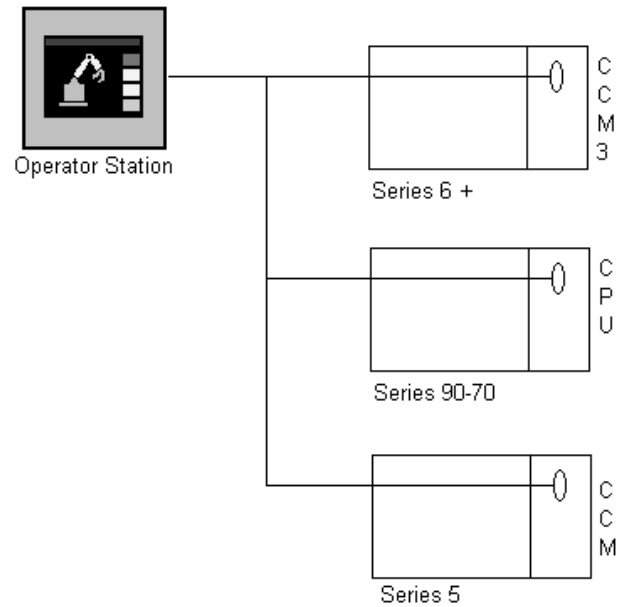 Operator Station
C
C
M
3
Series 6 +
C
P
U
Series 90-70
C
C
M
Series 5